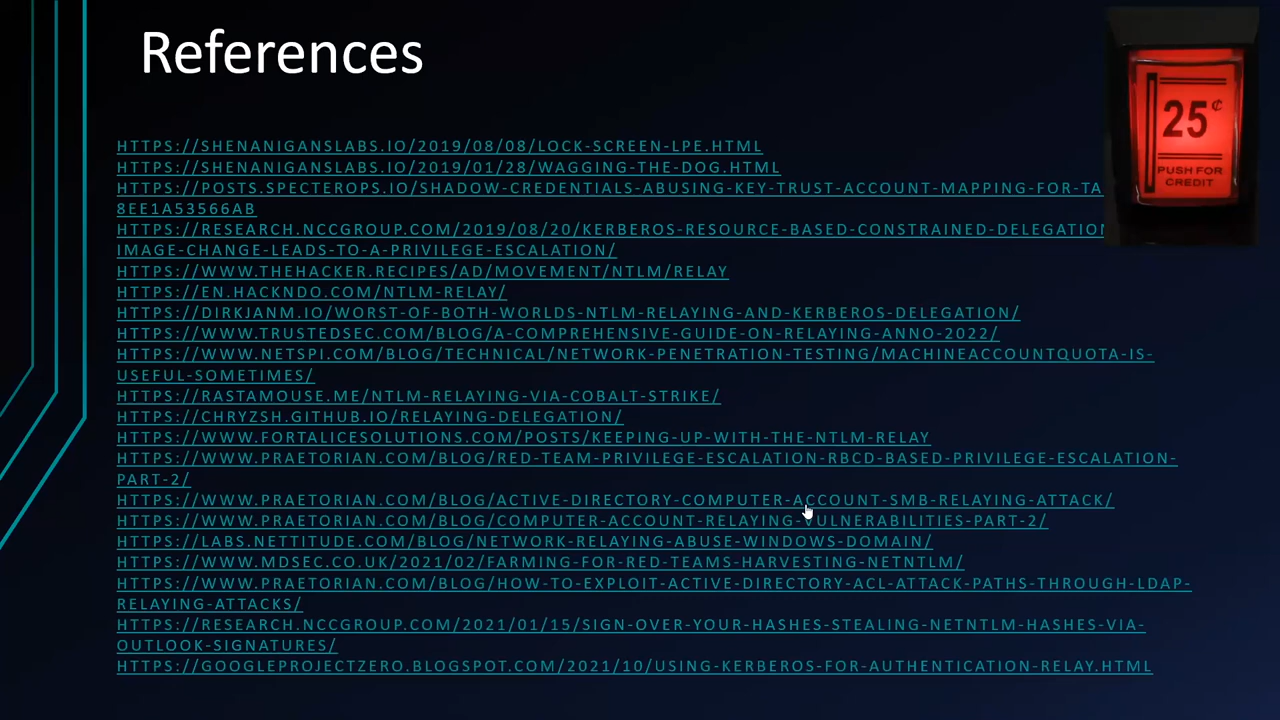 References
HTTPS://SHENANIGANSLABS.IO/2019/08/08/LOCK-SCREEN-LPE.HTML
HTTPS://SHENANIGANSLABS.IO/2019/01/28/WAGGING-THE-DOG.HTML
HTTPS://POSTS.SPECTEROPS.IO/SHADOW-CREDENTIALS-ABUSING-KEY-TRUST-ACCOUNT-MAPPING-FOR-TA
8EE1A53566AB
HTTPS://RESEARCH.NCCGROUP.COM/2019/08/20/KERBEROS-RESOURCE-BASED-CONSTRAINED-DELEGATION
IMAGE-CHANGE-LEADS-TO-A-PRIVILEGE-ESCALATION/
HTTPS://WWW.THEHACKER.RECIPES/AD/MOVEMENT/NTLM/RELAY
HTTPS://EN.HACKNDO.COM/NTLM-RELAY/
HTTPS://DIRKJANM.IO/WORST-OF-BOTH-WORLDS-NTLM-RELAYING-AND-KERBEROS-DELEGATION/
HTTPS://WWW.TRUSTEDSEC.COM/BLOG/A-COMPREHENSIVE-GUIDE-ON-RELAYING-ANNO-2022/
HTTPS://WWW.NETSPI.COM/BLOG/TECHNICAL/NETWORK-PENETRATION-TESTING/MACHINEACCOUNTQUOTA-IS-
USEFUL-SOMETIMES/
HTTPS://RASTAMOUSE.ME/NTLM-RELAYING-VIA-COBALT-STRIKE/
HTTPS://CHRYZSH.GITHUB.IO/RELAYING-DELEGATION/
HTTPS://WWW.FORTALICESOLUTIONS.COM/POSTS/KEEPING-UP-WITH-THE-NTLM-RELAY
HTTPS://WWW.PRAETORIAN.COM/BLOG/RED-TEAM-PRIVILEGE-ESCALATION-RBCD-BASED-PRIVILEGE-ESCALATION-
PART-2/
HTTPS://WWW.PRAETORIAN.COM/BLOG/ACTIVE-DIRECTORY-COMPUTER-ACCOUNT-SMB-RELAYING-ATTACK/
HTTPS://WWW.PRAETORIAN.COM/BLOG/COMPUTER-ACCOUNT-RELAYING-VULNERABILITIES-PART-2/
HTTPS://LABS.NETTITUDE.COM/BLOG/NETWORK-RELAYING-ABUSE-WINDOWS-DOMAIN/
HTTPS://WWW.MDSEC.CO.UK/2021/02/FARMING-FOR-RED-TEAMS-HARVESTING-NETNTLM/
HTTPS://WWW.PRAETORIAN.COM/BLOG/HOW-TO-EXPLOIT-ACTIVE-DIRECTORY-ACL-ATTACK-PATHS-THROUGH-LDAP-
RELAYING-ATTACKS/
HTTPS://RESEARCH.NCCGROUP.COM/2021/01/15/SIGN-OVER-YOUR-HASHES-STEALING-NETNTLM-HASHES-VIA-
OUTLOOK-SIGNATURES/
HTTPS://GOOGLEPROJECTZERO.BLOGSPOT.COM/2021/10/USING-KERBEROS-FOR-AUTHENTICATION-RELAY.HTML
25¢
PUSH FOR
CREDIT